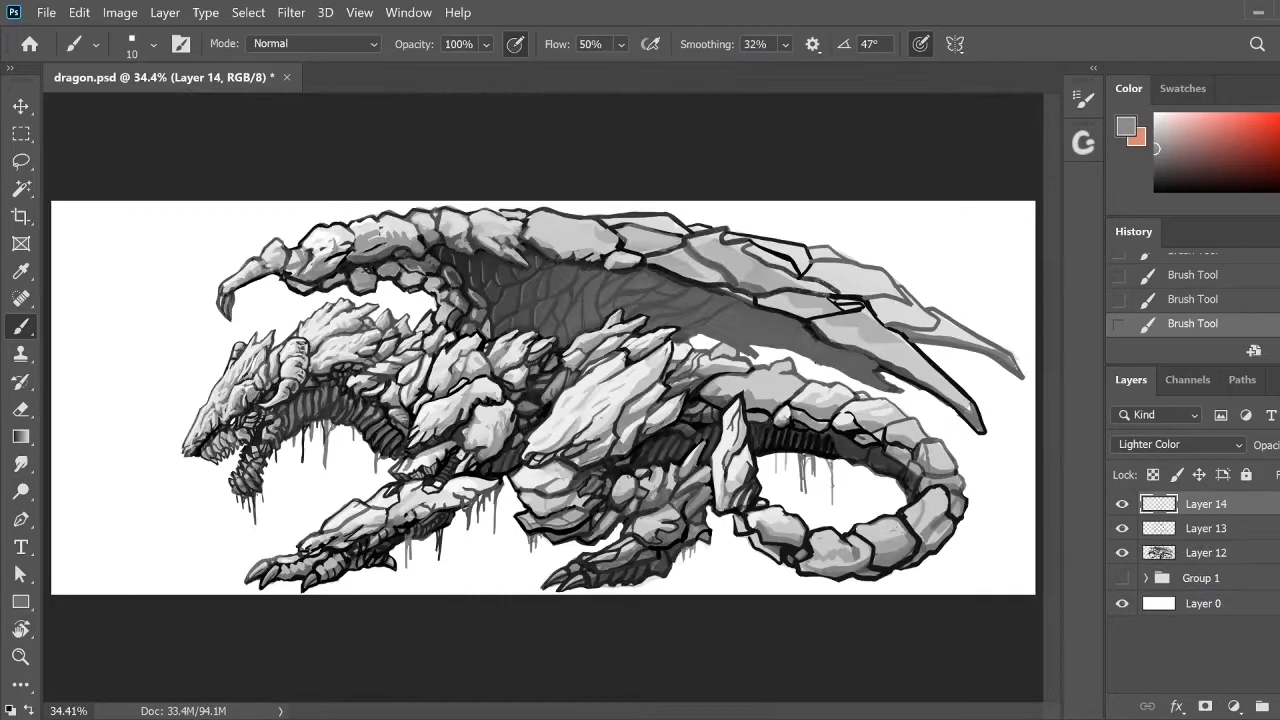 Ps File Edit Image Layer Type Select Filter 3D View Window Help
10 Mode: Normal Opacity: 100% Flow: 50% Smoothing: 32% 47°
dragon.psd @ 34.4% (Layer 14, RGB/8) * ×
Color Swatches
History
Brush Tool
Brush Tool
Brush Tool
Layers Channels Paths
Kind
Lighter Color Opac
Lock: F
Layer 14
Layer 13
Layer 12
Group 1
Layer 0
34.41% Doc: 33.4M/94.1M